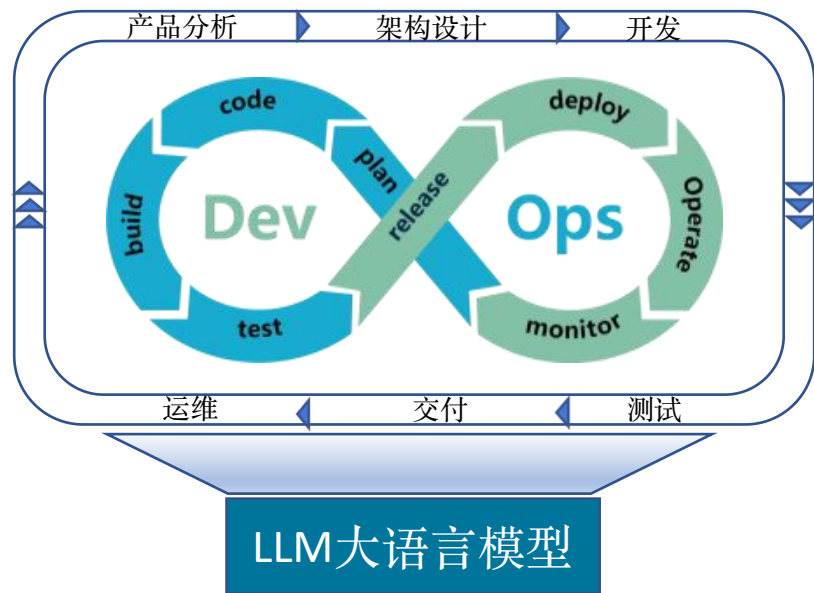 产品分析
架构设计
开发
code
deploy
plan
release
build
Dev
Ops
Operate
test
monitor
运维
交付
测试
LLM大语言模型